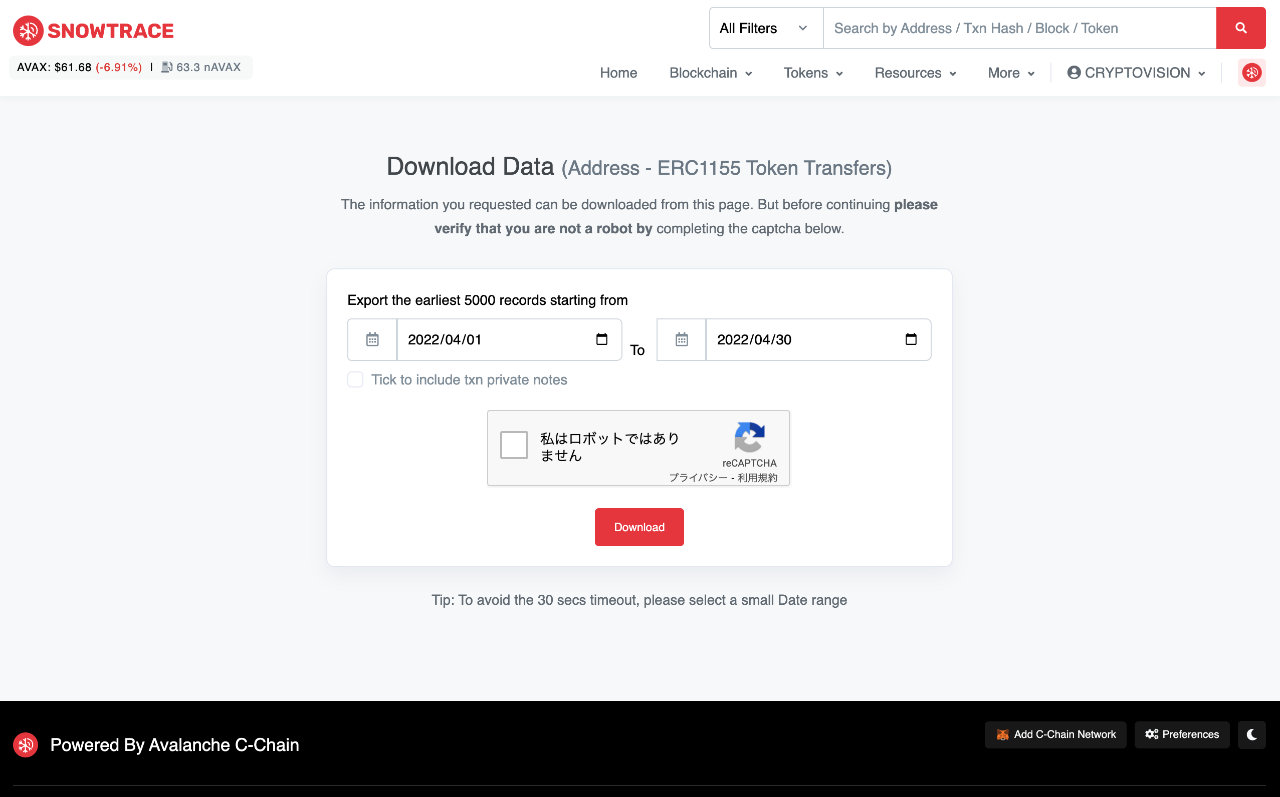 SNOWTRACE
All Filters
Search by Address / Txn Hash / Block / Token
AVAX: $61.68 (-6.91%) | 63.3 nAVAX
Home Blockchain Tokens Resources More CRYPTOVISION
Download Data (Address - ERC1155 Token Transfers)
The information you requested can be downloaded from this page. But before continuing please
verify that you are not a robot by completing the captcha below.
Export the earliest 5000 records starting from
2022/04/01 To 2022/04/30
Tick to include txn private notes
私はロボットではあり
ません
reCAPTCHA
プライバシー - 利用規約
Download
Tip: To avoid the 30 secs timeout, please select a small Date range
Powered By Avalanche C-Chain
Add C-Chain Network Preferences